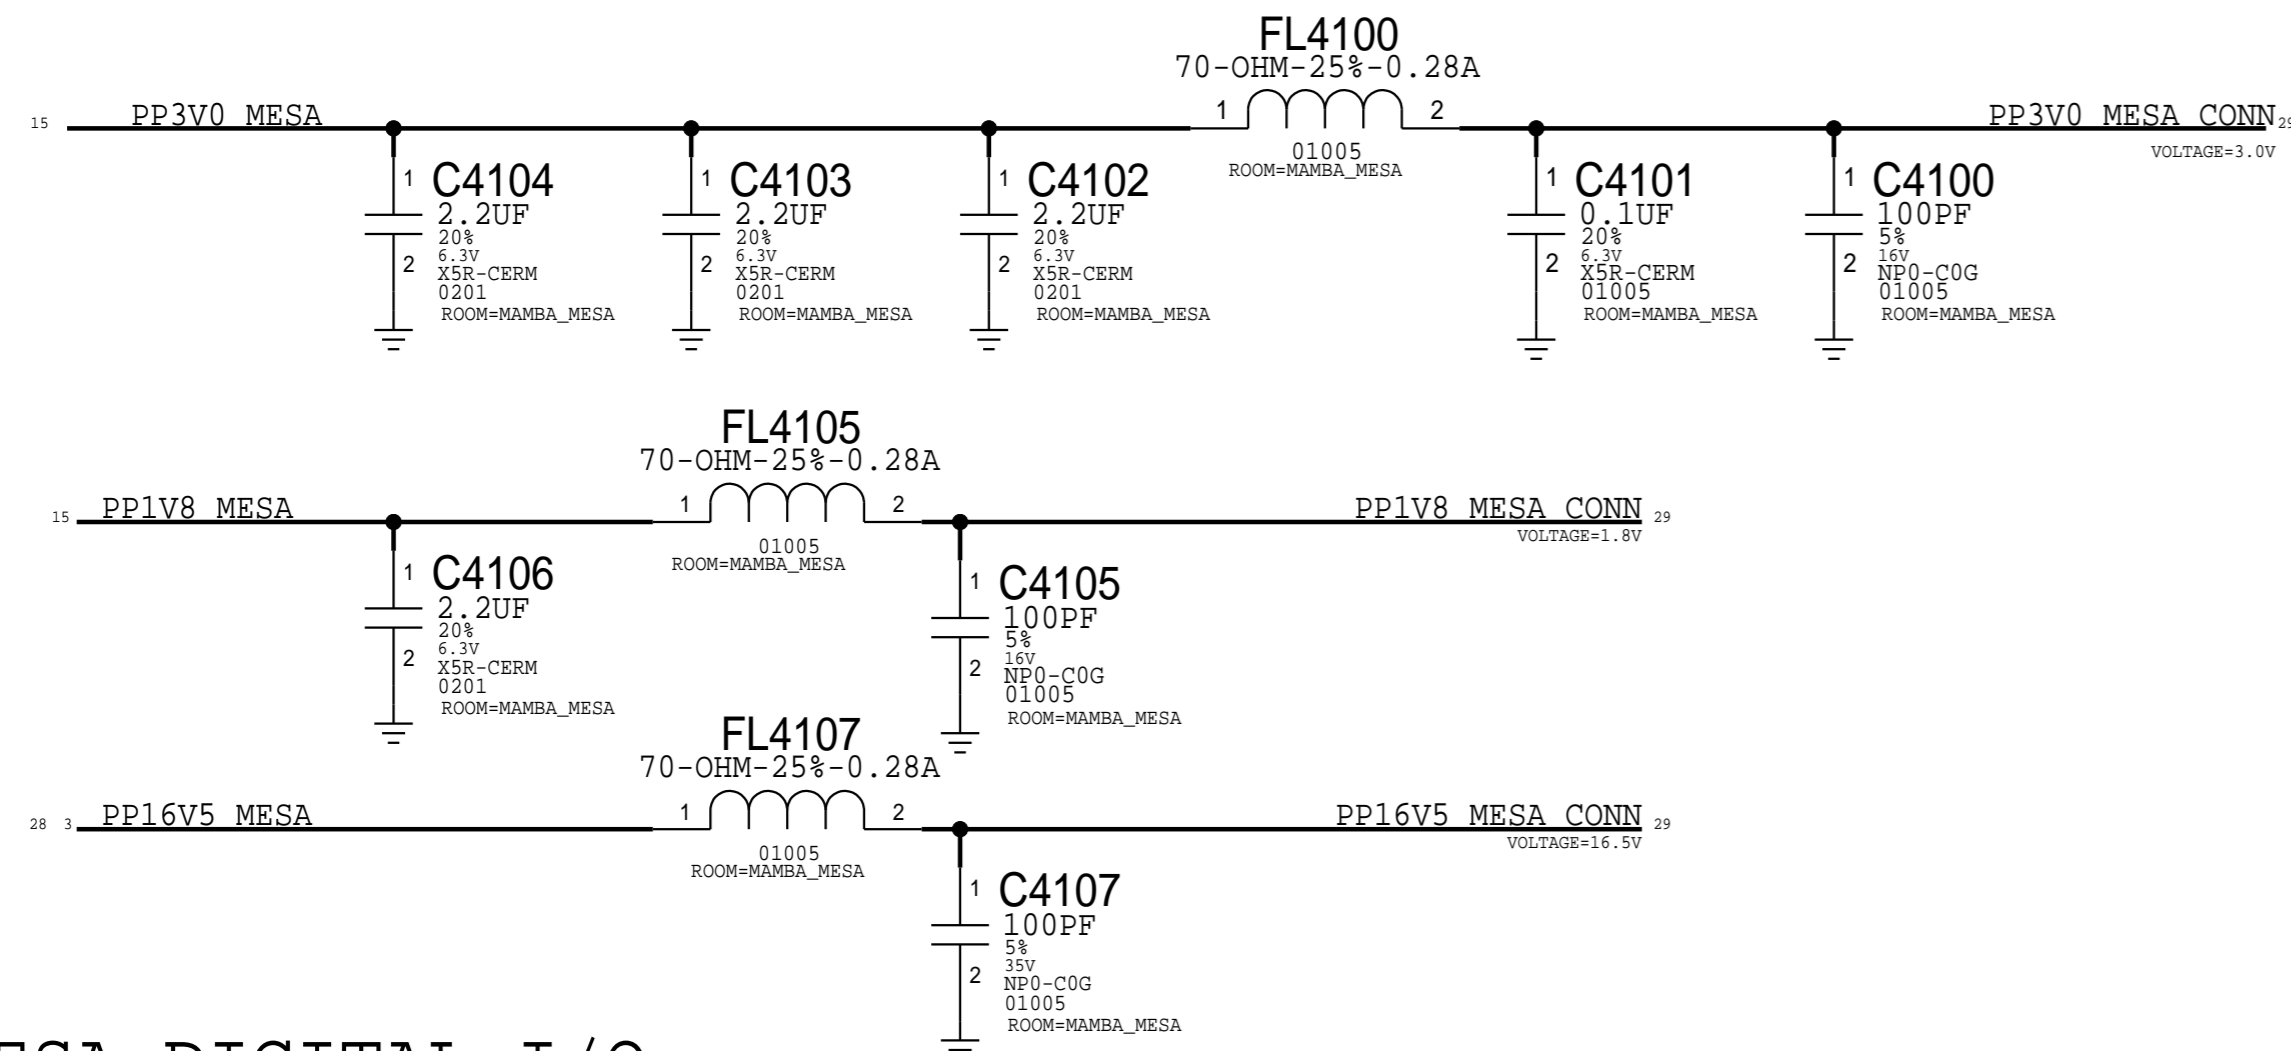 FL4100
70-OHM-25%-0.28A
15 PP3V0 MESA 1 2 PP3V0 MESA CONN 29
01005
ROOM=MAMBA_MESA
VOLTAGE=3.0V
1 C4104
2.2UF
20%
6.3V
2 X5R-CERM
0201
ROOM=MAMBA_MESA
1 C4103
2.2UF
20%
6.3V
2 X5R-CERM
0201
ROOM=MAMBA_MESA
1 C4102
2.2UF
20%
6.3V
2 X5R-CERM
0201
ROOM=MAMBA_MESA
1 C4101
0.1UF
20%
6.3V
2 X5R-CERM
01005
ROOM=MAMBA_MESA
1 C4100
100PF
5%
16V
2 NP0-C0G
01005
ROOM=MAMBA_MESA
FL4105
70-OHM-25%-0.28A
15 PP1V8 MESA 1 2 PP1V8 MESA CONN 29
01005
ROOM=MAMBA_MESA
VOLTAGE=1.8V
1 C4106
2.2UF
20%
6.3V
2 X5R-CERM
0201
ROOM=MAMBA_MESA
1 C4105
100PF
5%
16V
2 NP0-C0G
01005
ROOM=MAMBA_MESA
FL4107
70-OHM-25%-0.28A
28 3 PP16V5 MESA 1 2 PP16V5 MESA CONN 29
01005
ROOM=MAMBA_MESA
VOLTAGE=16.5V
1 C4107
100PF
5%
35V
2 NP0-C0G
01005
ROOM=MAMBA_MESA
ESA DIGITAL I/O